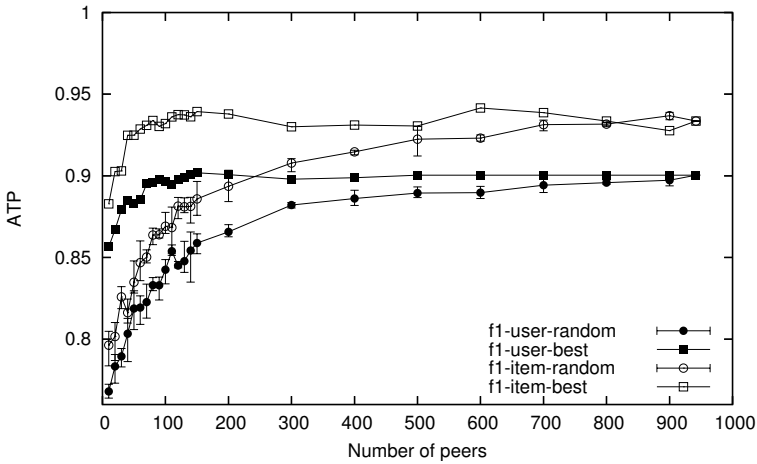 1
0.95
0.9
0.85
0.8
ATP
0 100 200 300 400 500 600 700 800 900 1000
Number of peers
f1-user-random
f1-user-best
f1-item-random
f1-item-best